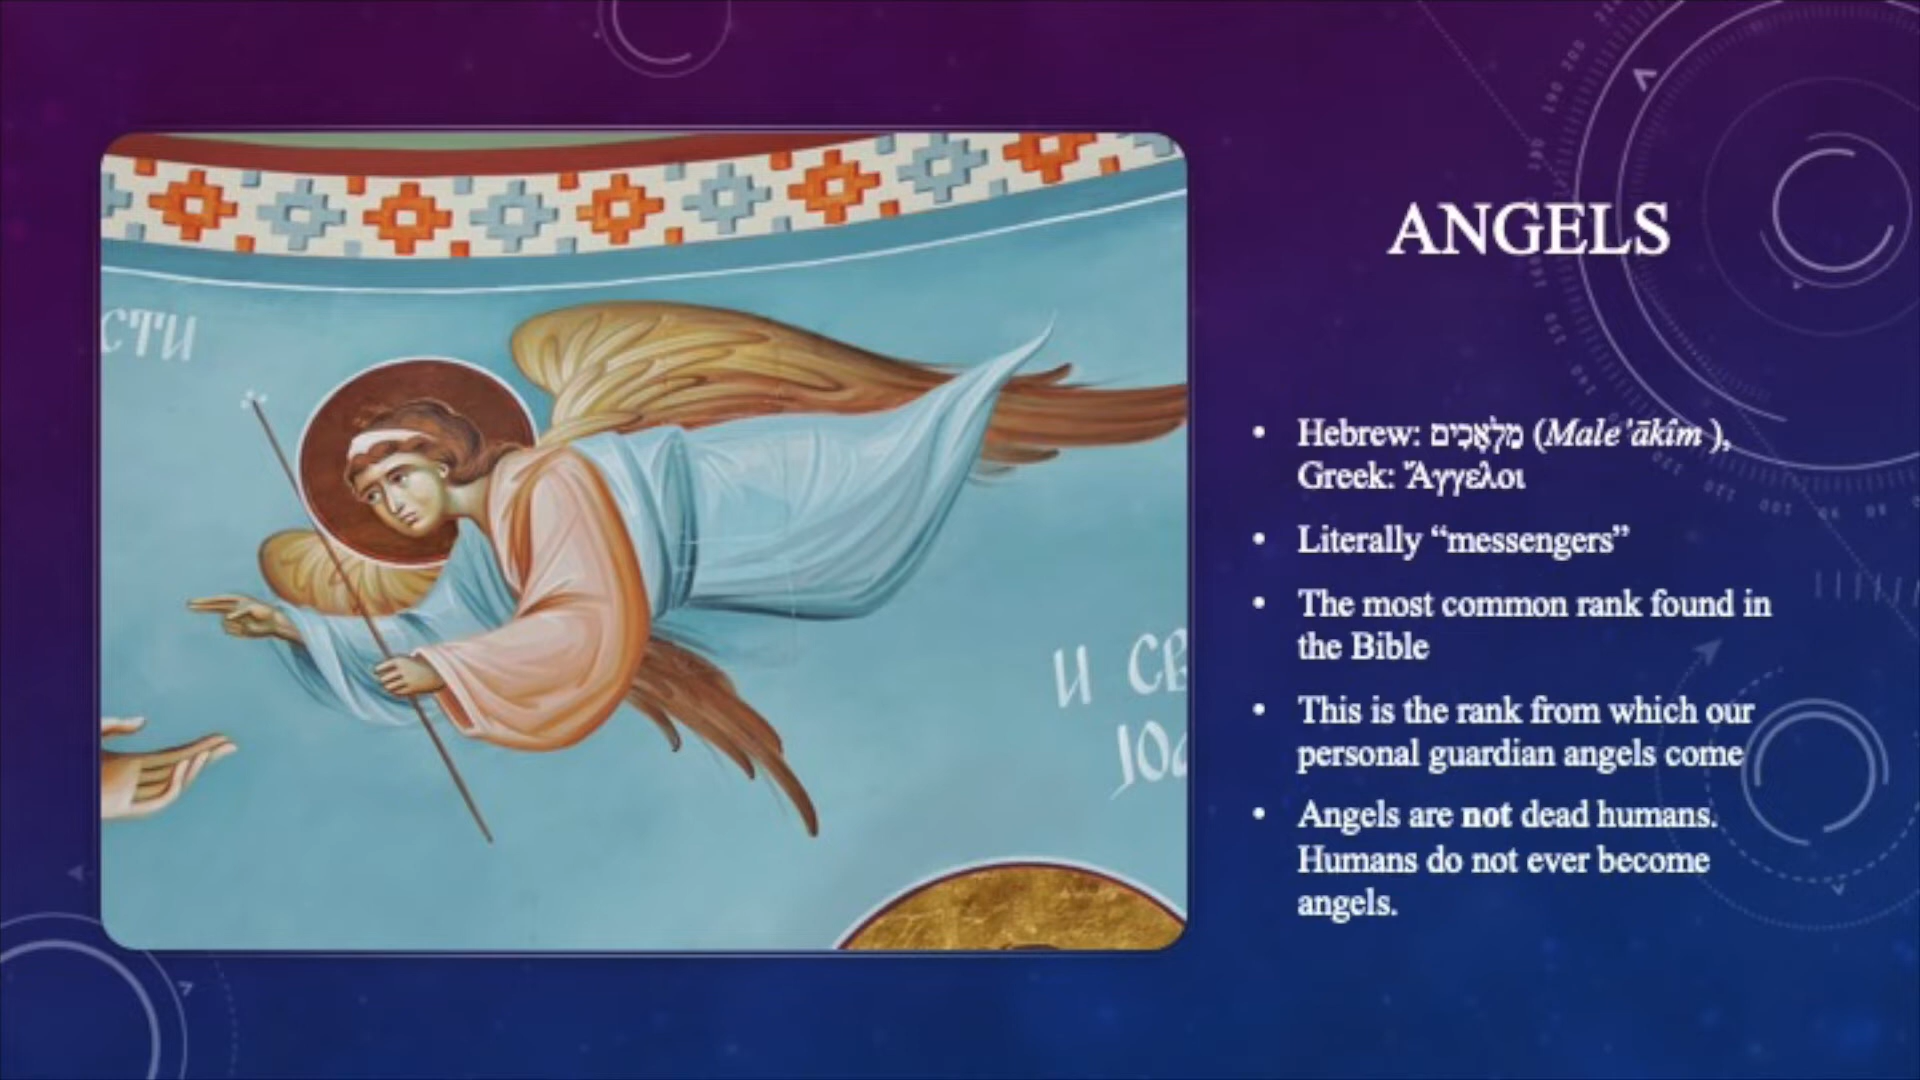 ANGELS
СТИ
И СВ
ІОА
• Hebrew: מַלְאָכִים (Male'ākîm ),
Greek: Ἄγγελοι
• Literally “messengers”
• The most common rank found in
the Bible
• This is the rank from which our
personal guardian angels come
• Angels are not dead humans.
Humans do not ever become
angels.